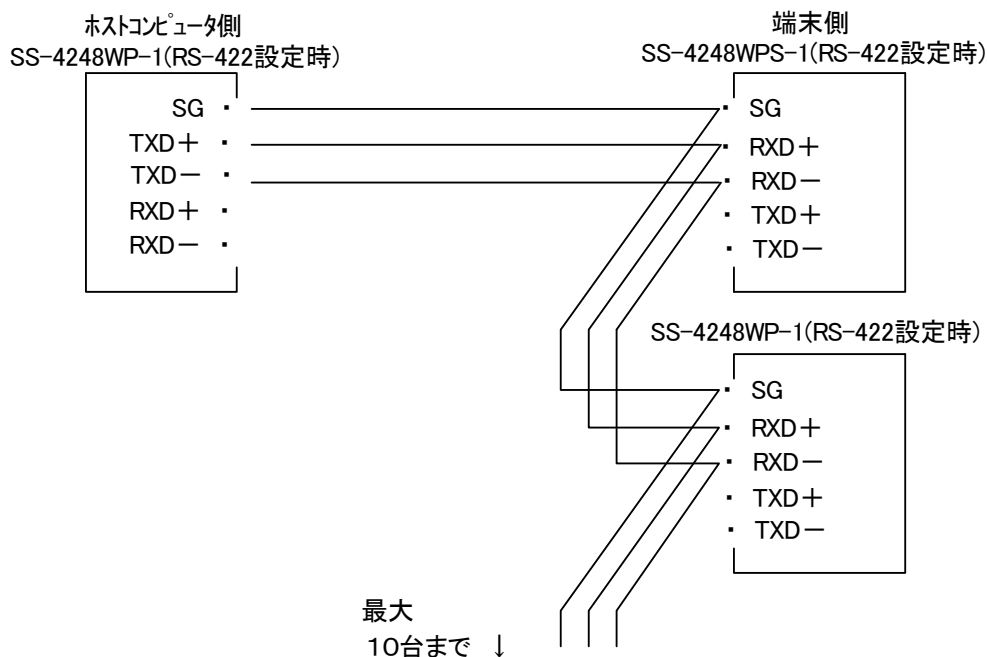 ホストコンピュータ側
SS-4248WP-1(RS-422設定時)
SG
TXD+
TXD-
RXD+
RXD-
端末側
SS-4248WPS-1(RS-422設定時)
SG
RXD+
RXD-
TXD+
TXD-
SS-4248WP-1(RS-422設定時)
SG
RXD+
RXD-
TXD+
TXD-
最大
10台まで ↓